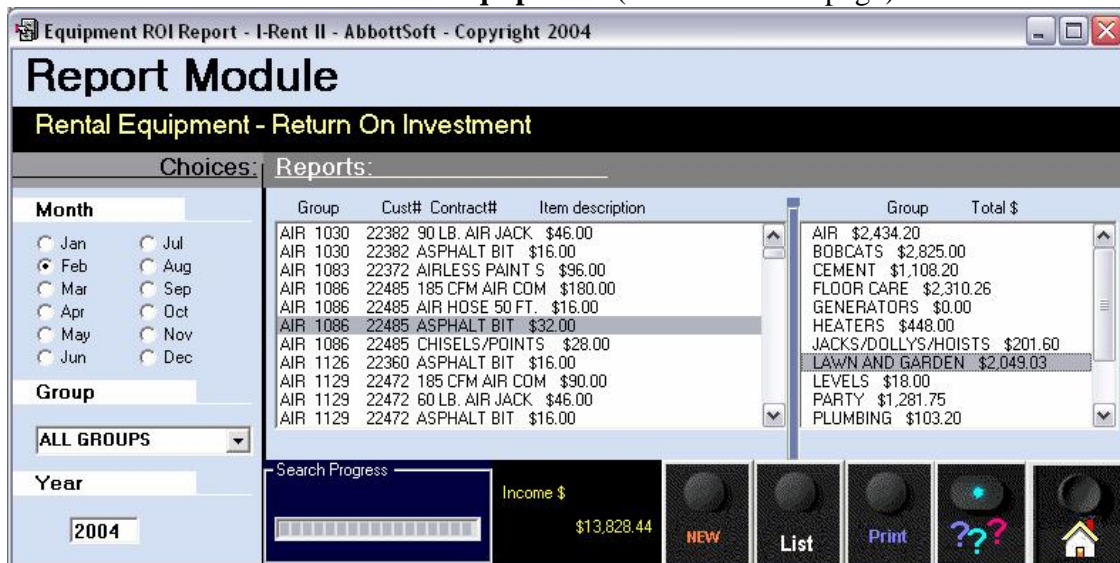 Equipment ROI Report - I-Rent II - AbbottSoft - Copyright 2004
Report Module
Rental Equipment - Return On Investment
Choices:
Reports:
Month
Jan Jul
Feb Aug
Mar Sep
Apr Oct
May Nov
Jun Dec
Group
ALL GROUPS
Year
2004
Group Cust# Contract# Item description
AIR 1030 22382 90 LB. AIR JACK $46.00
AIR 1030 22382 ASPHALT BIT $16.00
AIR 1083 22372 AIRLESS PAINT S $96.00
AIR 1086 22485 185 CFM AIR COM $180.00
AIR 1086 22485 AIR HOSE 50 FT. $16.00
AIR 1086 22485 ASPHALT BIT $32.00
AIR 1086 22485 CHISELS/POINTS $28.00
AIR 1126 22360 ASPHALT BIT $16.00
AIR 1129 22472 185 CFM AIR COM $90.00
AIR 1129 22472 60 LB. AIR JACK $46.00
AIR 1129 22472 ASPHALT BIT $16.00
Group Total $
AIR $2,434.20
BOBCATS $2,825.00
CEMENT $1,108.20
FLOOR CARE $2,310.26
GENERATORS $0.00
HEATERS $448.00
JACKS/DOLLYS/HOISTS $201.60
LAWN AND GARDEN $2,049.03
LEVELS $18.00
PARTY $1,281.75
PLUMBING $103.20
Search Progress
Income $
$13,828.44
NEW
List
Print
???